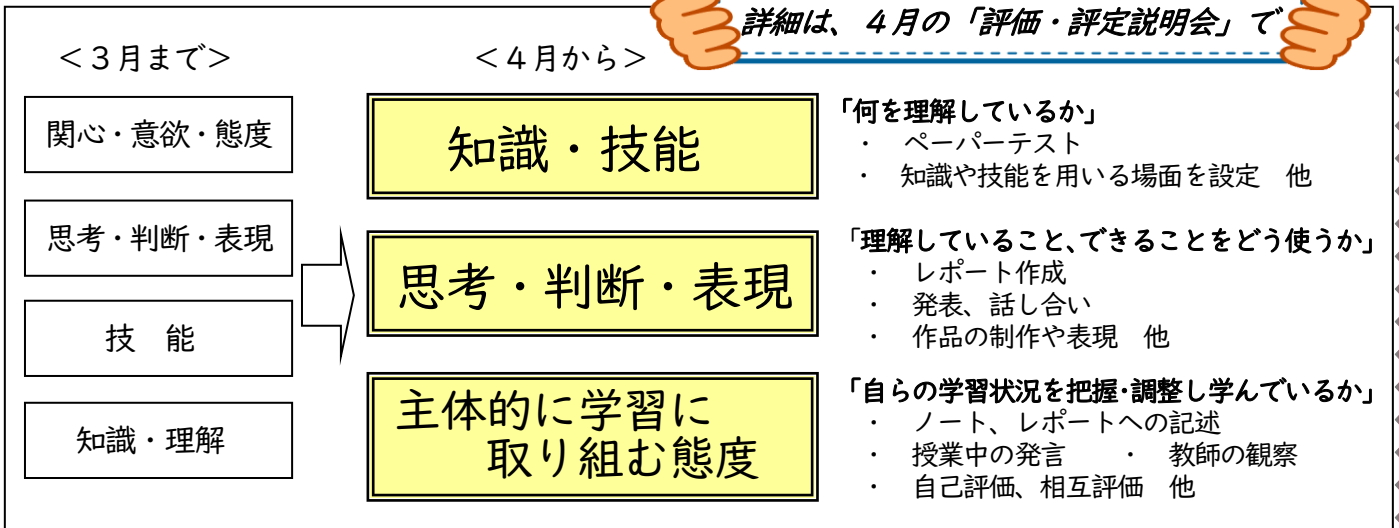 詳細は、４月の「評価・評定説明会」で
＜３月まで＞
関心・意欲・態度
思考・判断・表現
技　能
知識・理解
＜４月から＞
知識・技能
「何を理解しているか」
・　ペーパーテスト
・　知識や技能を用いる場面を設定　他
思考・判断・表現
「理解していること、できることをどう使うか」
・　レポート作成
・　発表、話し合い
・　作品の制作や表現　他
主体的に学習に
取り組む態度
「自らの学習状況を把握・調整し学んでいるか」
・　ノート、レポートへの記述
・　授業中の発言　　・　教師の観察
・　自己評価、相互評価　他